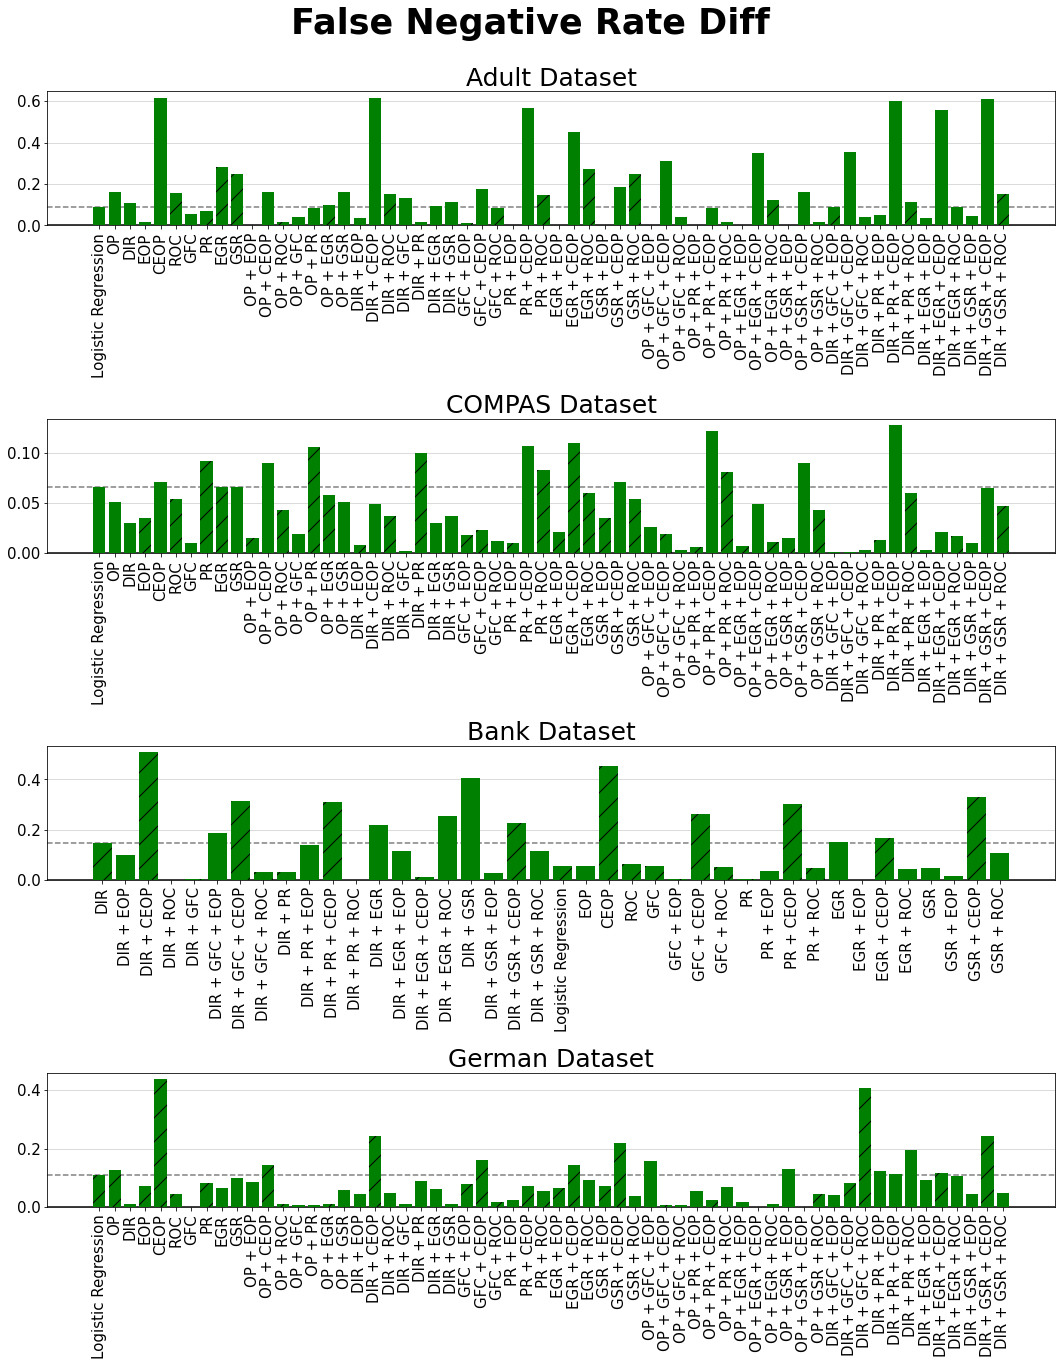 False Negative Rate Diff
Adult Dataset
0.6
0.4
0.2
0.0
Logistic Regression
OP
DIR
EOP
CEOP
ROC
GFC
PR
EGR
GSR
OP + EOP
OP + CEOP
OP + ROC
OP + GFC
OP + PR
OP + EGR
OP + GSR
DIR + EOP
DIR + CEOP
DIR + ROC
DIR + GFC
DIR + PR
DIR + EGR
DIR + GSR
GFC + EOP
GFC + CEOP
GFC + ROC
PR + EOP
PR + CEOP
PR + ROC
EGR + EOP
EGR + CEOP
EGR + ROC
GSR + EOP
GSR + CEOP
GSR + ROC
OP + GFC + EOP
OP + GFC + CEOP
OP + GFC + ROC
OP + PR + EOP
OP + PR + CEOP
OP + PR + ROC
OP + EGR + EOP
OP + EGR + CEOP
OP + EGR + ROC
OP + GSR + EOP
OP + GSR + CEOP
OP + GSR + ROC
DIR + GFC + EOP
DIR + GFC + CEOP
DIR + GFC + ROC
DIR + PR + EOP
DIR + PR + CEOP
DIR + PR + ROC
DIR + EGR + EOP
DIR + EGR + CEOP
DIR + EGR + ROC
DIR + GSR + EOP
DIR + GSR + CEOP
DIR + GSR + ROC
COMPAS Dataset
0.10
0.05
0.00
Logistic Regression
OP
DIR
EOP
CEOP
ROC
GFC
PR
EGR
GSR
OP + EOP
OP + CEOP
OP + ROC
OP + GFC
OP + PR
OP + EGR
OP + GSR
DIR + EOP
DIR + CEOP
DIR + ROC
DIR + GFC
DIR + PR
DIR + EGR
DIR + GSR
GFC + EOP
GFC + CEOP
GFC + ROC
PR + EOP
PR + CEOP
PR + ROC
EGR + EOP
EGR + CEOP
EGR + ROC
GSR + EOP
GSR + CEOP
GSR + ROC
OP + GFC + EOP
OP + GFC + CEOP
OP + GFC + ROC
OP + PR + EOP
OP + PR + CEOP
OP + PR + ROC
OP + EGR + EOP
OP + EGR + CEOP
OP + EGR + ROC
OP + GSR + EOP
OP + GSR + CEOP
OP + GSR + ROC
DIR + GFC + EOP
DIR + GFC + CEOP
DIR + GFC + ROC
DIR + PR + EOP
DIR + PR + CEOP
DIR + PR + ROC
DIR + EGR + EOP
DIR + EGR + CEOP
DIR + EGR + ROC
DIR + GSR + EOP
DIR + GSR + CEOP
DIR + GSR + ROC
Bank Dataset
0.4
0.2
0.0
DIR
DIR + EOP
DIR + CEOP
DIR + ROC
DIR + GFC
DIR + GFC + EOP
DIR + GFC + CEOP
DIR + GFC + ROC
DIR + PR
DIR + PR + EOP
DIR + PR + CEOP
DIR + PR + ROC
DIR + EGR
DIR + EGR + EOP
DIR + EGR + CEOP
DIR + EGR + ROC
DIR + GSR
DIR + GSR + EOP
DIR + GSR + CEOP
DIR + GSR + ROC
Logistic Regression
EOP
CEOP
ROC
GFC
GFC + EOP
GFC + CEOP
GFC + ROC
PR
PR + EOP
PR + CEOP
PR + ROC
EGR
EGR + EOP
EGR + CEOP
EGR + ROC
GSR
GSR + EOP
GSR + CEOP
GSR + ROC
German Dataset
0.4
0.2
0.0
Logistic Regression
OP
DIR
EOP
CEOP
ROC
GFC
PR
EGR
GSR
OP + EOP
OP + CEOP
OP + ROC
OP + GFC
OP + PR
OP + EGR
OP + GSR
DIR + EOP
DIR + CEOP
DIR + ROC
DIR + GFC
DIR + PR
DIR + EGR
DIR + GSR
GFC + EOP
GFC + CEOP
GFC + ROC
PR + EOP
PR + CEOP
PR + ROC
EGR + EOP
EGR + CEOP
EGR + ROC
GSR + EOP
GSR + CEOP
GSR + ROC
OP + GFC + EOP
OP + GFC + CEOP
OP + GFC + ROC
OP + PR + EOP
OP + PR + CEOP
OP + PR + ROC
OP + EGR + EOP
OP + EGR + CEOP
OP + EGR + ROC
OP + GSR + EOP
OP + GSR + CEOP
OP + GSR + ROC
DIR + GFC + EOP
DIR + GFC + CEOP
DIR + GFC + ROC
DIR + PR + EOP
DIR + PR + CEOP
DIR + PR + ROC
DIR + EGR + EOP
DIR + EGR + CEOP
DIR + EGR + ROC
DIR + GSR + EOP
DIR + GSR + CEOP
DIR + GSR + ROC